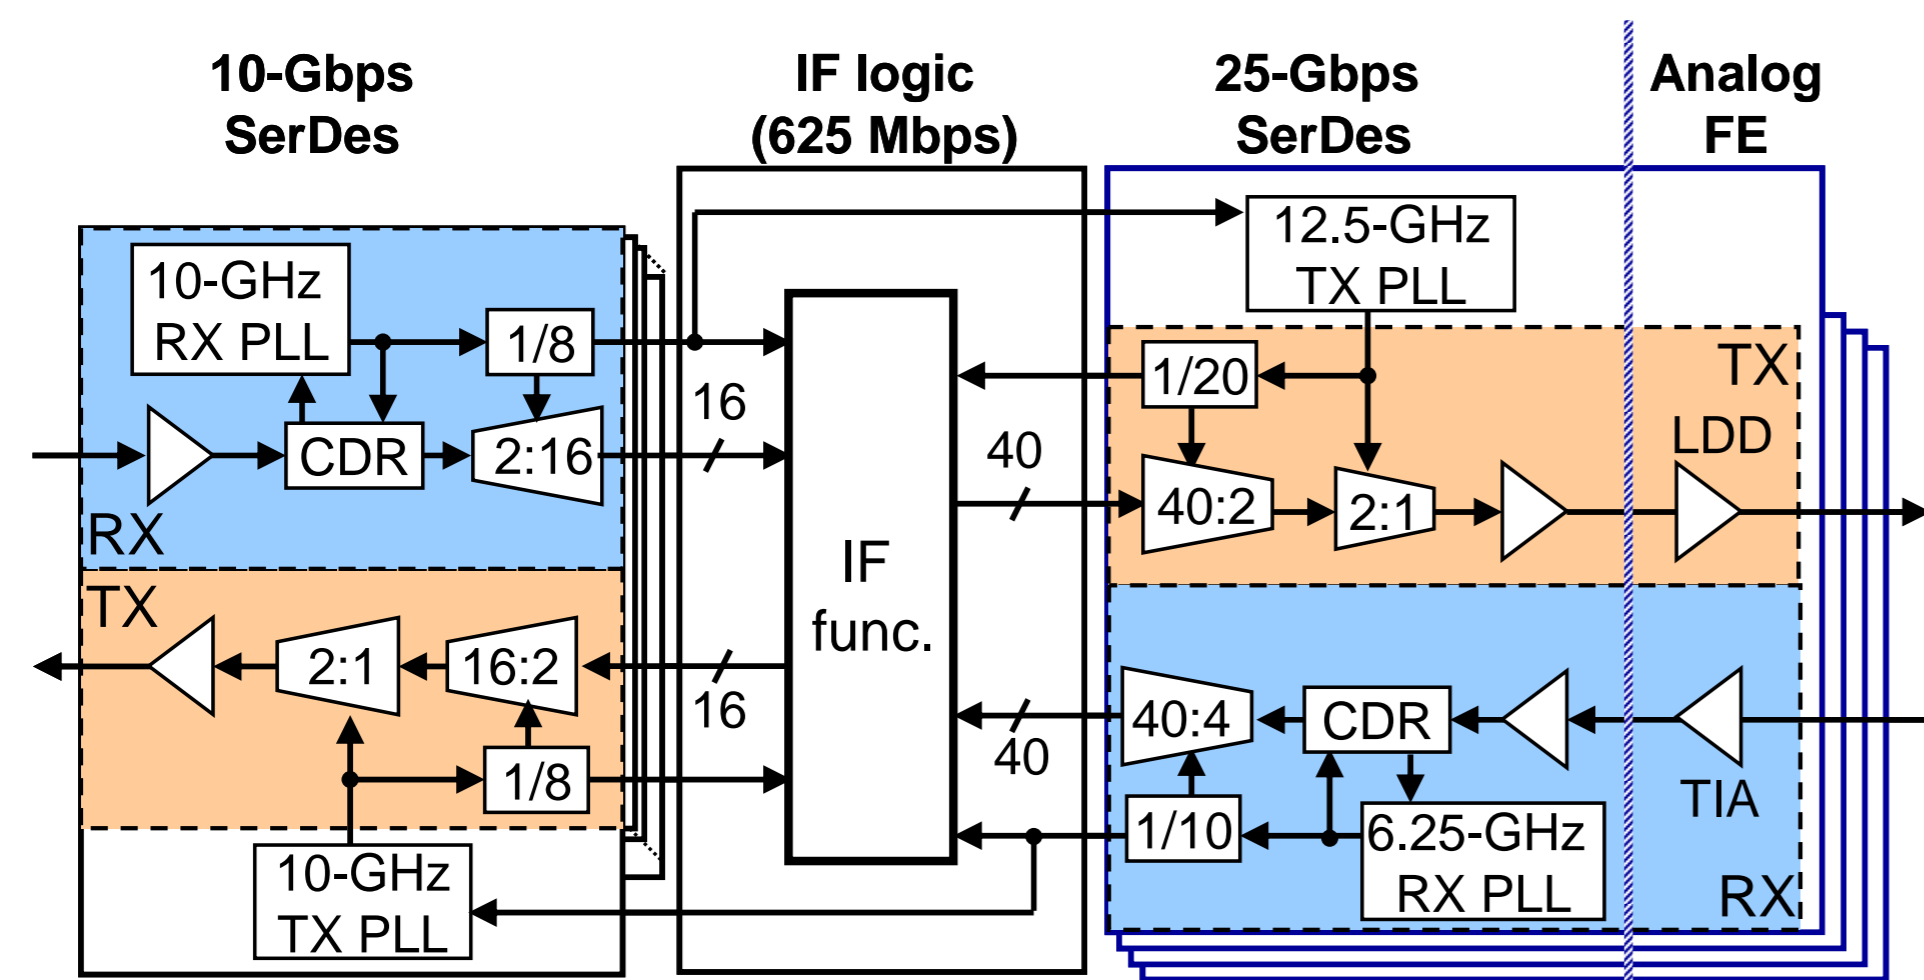 10-Gbps
SerDes
IF logic
(625 Mbps)
25-Gbps
SerDes
Analog
FE
10-GHz
RX PLL
1/8
CDR
2:16
RX
16
TX
2:1
16:2
1/8
10-GHz
TX PLL
16
IF
func.
40
40
12.5-GHz
TX PLL
1/20
TX
LDD
40:2
2:1
40:4
CDR
TIA
1/10
6.25-GHz
RX PLL
RX